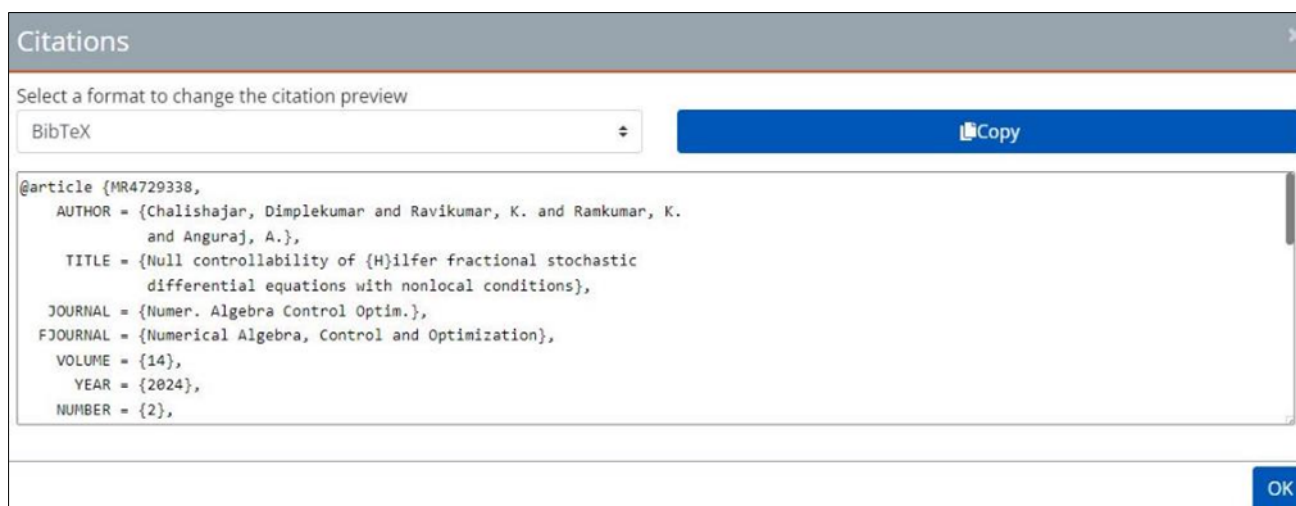 Citations
Select a format to change the citation preview
BibTeX
Copy
@article {MR4729338,
AUTHOR = {Chalishajar, Dimplekumar and Ravikumar, K. and Ramkumar, K.
and Anguraj, A.},
TITLE = {Null controllability of {H}ilfer fractional stochastic
differential equations with nonlocal conditions},
JOURNAL = {Numer. Algebra Control Optim.},
FJOURNAL = {Numerical Algebra, Control and Optimization},
VOLUME = {14},
YEAR = {2024},
NUMBER = {2},
OK